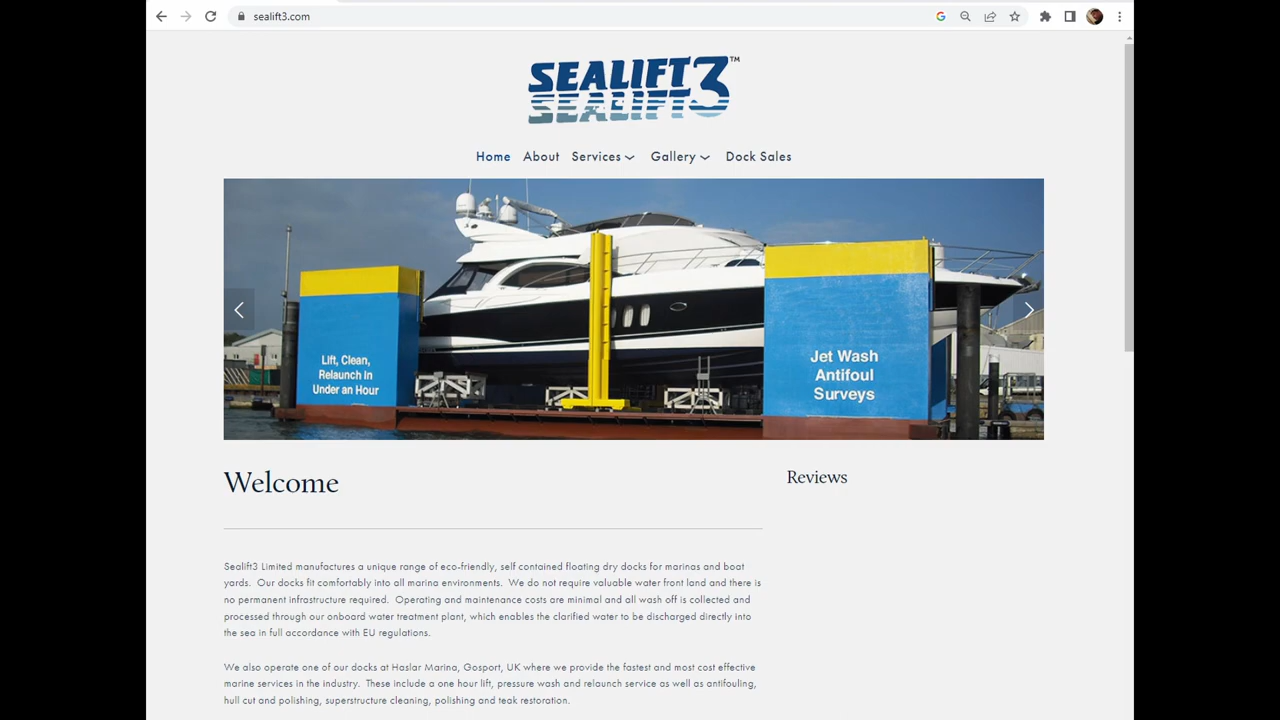 sealift3.com
SEALIFT3™
Home About Services Gallery Dock Sales
Lift, Clean,
Relaunch In
Under an Hour
Jet Wash
Antifoul
Surveys
Welcome
Reviews
Sealift3 Limited manufactures a unique range of eco-friendly, self contained floating dry docks for marinas and boat
yards. Our docks fit comfortably into all marina environments. We do not require valuable water front land and there is
no permanent infrastructure required. Operating and maintenance costs are minimal and all wash off is collected and
processed through our onboard water treatment plant, which enables the clarified water to be discharged directly into
the sea in full accordance with EU regulations.
We also operate one of our docks at Haslar Marina, Gosport, UK where we provide the fastest and most cost effective
marine services in the industry. These include a one hour lift, pressure wash and relaunch service as well as antifouling,
hull cut and polishing, superstructure cleaning, polishing and teak restoration.